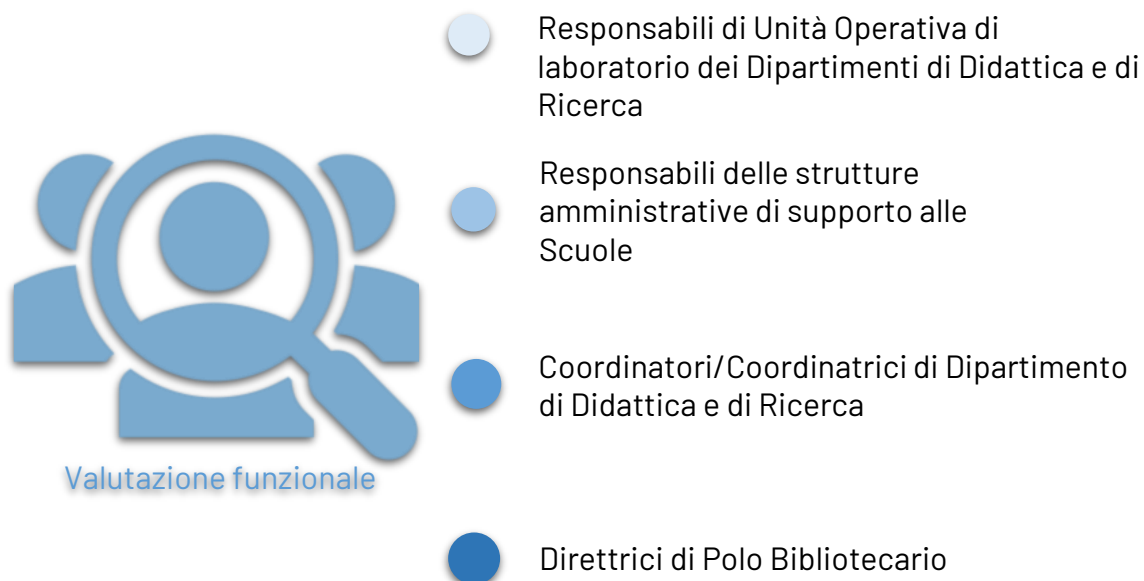 Responsabili di Unità Operativa di
laboratorio dei Dipartimenti di Didattica e di
Ricerca
Responsabili delle strutture
amministrative di supporto alle
Scuole
Coordinatori/Coordinatrici di Dipartimento
di Didattica e di Ricerca
Valutazione funzionale
Direttrici di Polo Bibliotecario